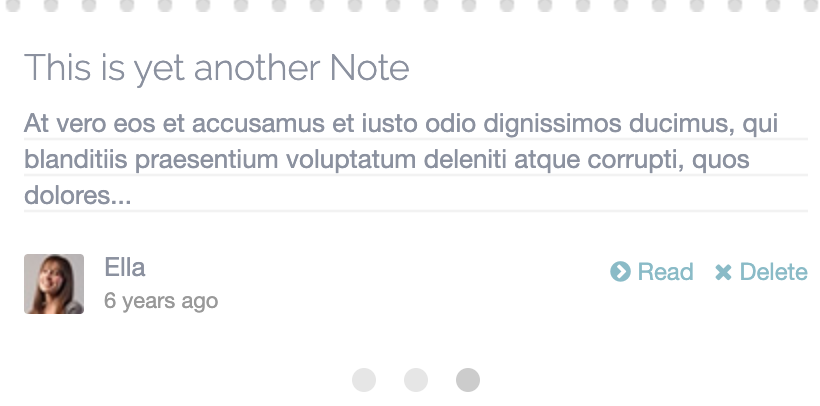 This is yet another Note
At vero eos et accusamus et iusto odio dignissimos ducimus, qui
blanditiis praesentium voluptatum deleniti atque corrupti, quos
dolores...
Ella
6 years ago
Read
Delete